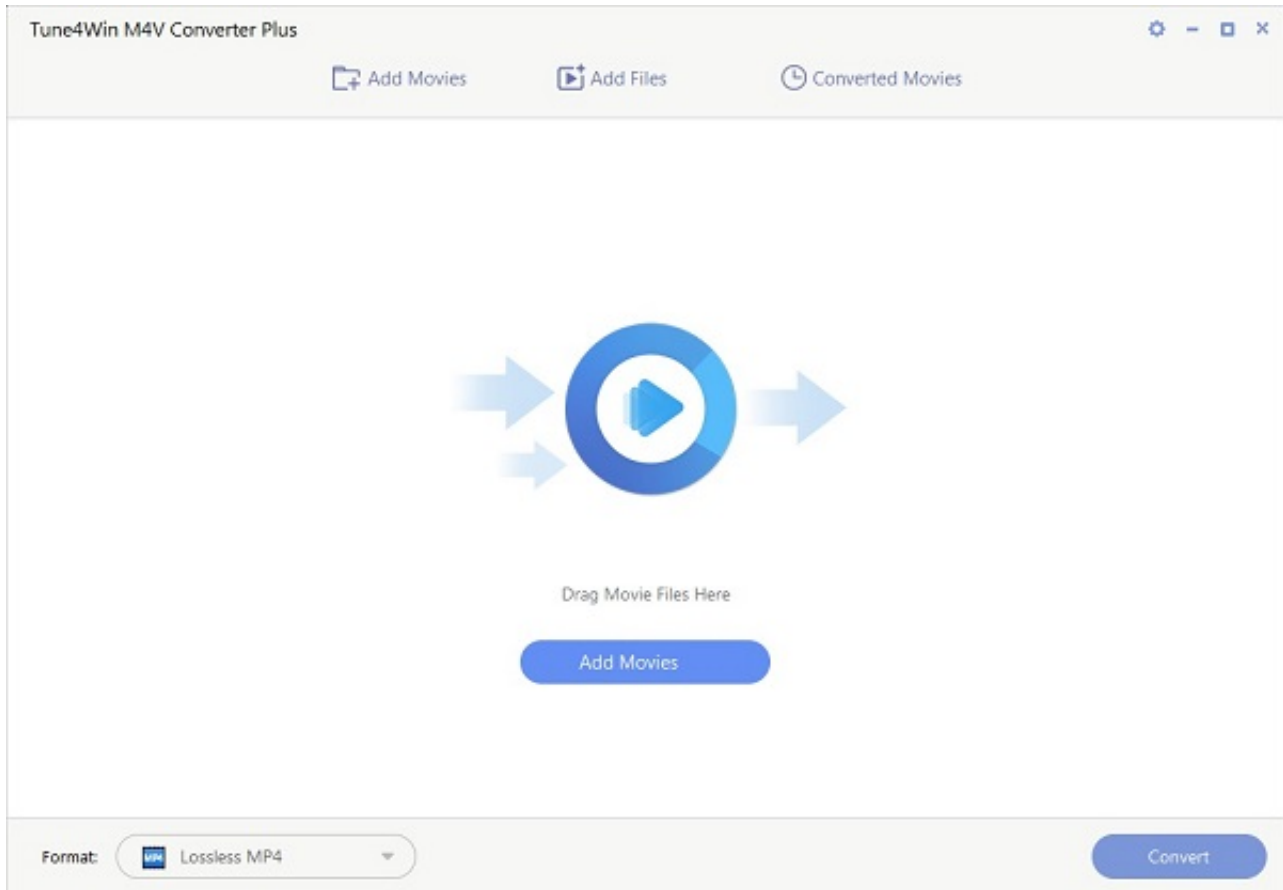 Tune4Win M4V Converter Plus
Add Movies
Add Files
Converted Movies
Drag Movie Files Here
Add Movies
Format:
MP4
Lossless MP4
Convert